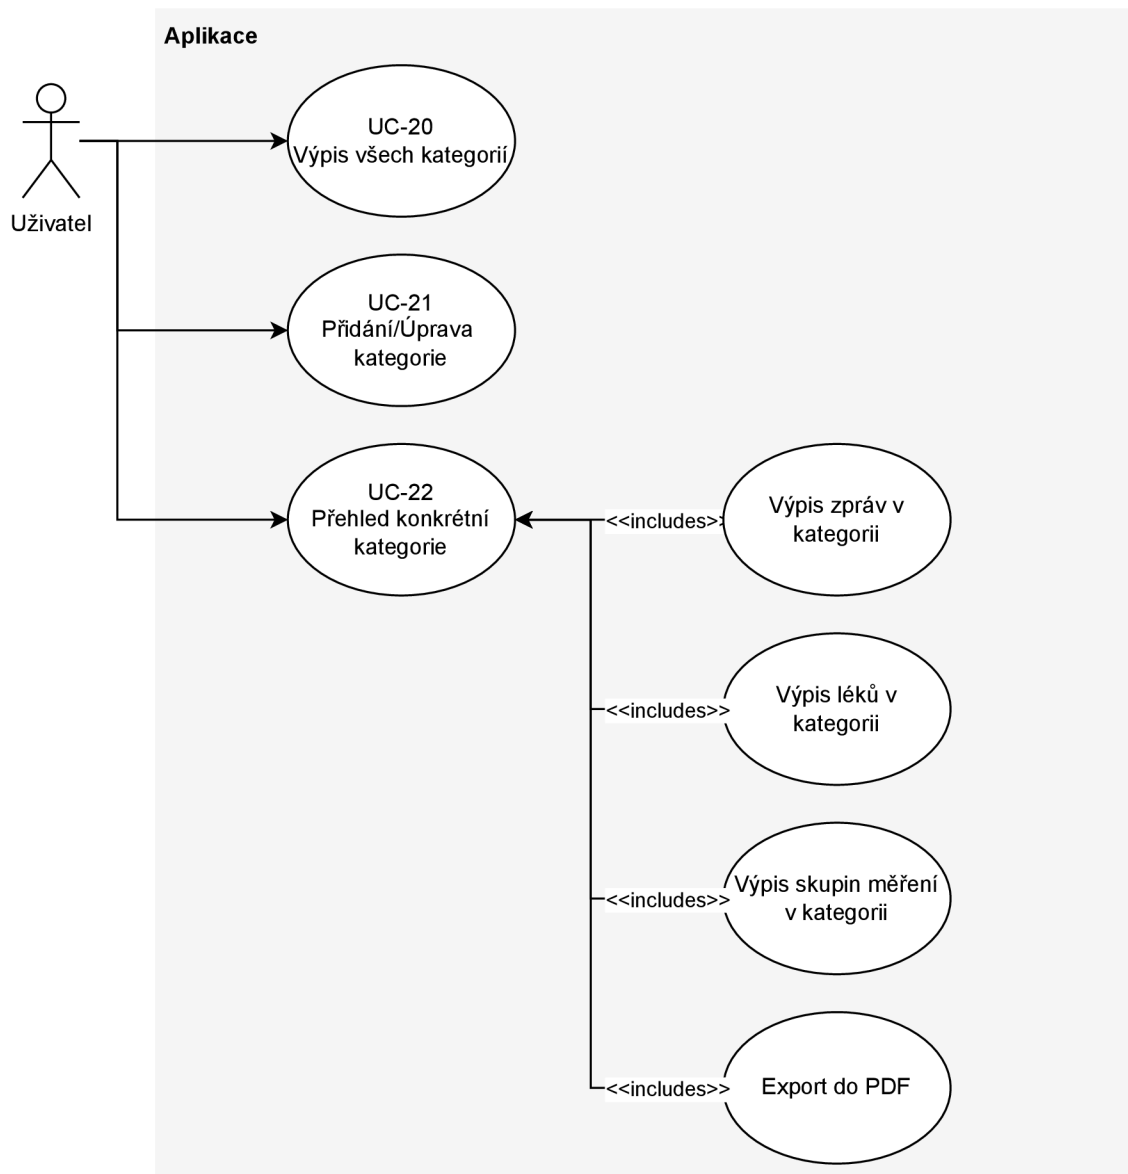 Aplikace
UC-20
Výpis všech kategorií
Uživatel
UC-21
Přidání/Úprava
kategorie
UC-22
Přehled konkrétní
kategorie
<<includes>>
Výpis zpráv v
kategorii
<<includes>>
Výpis léků v
kategorii
<<includes>>
Výpis skupin měření
v kategorii
<<includes>>
Export do PDF